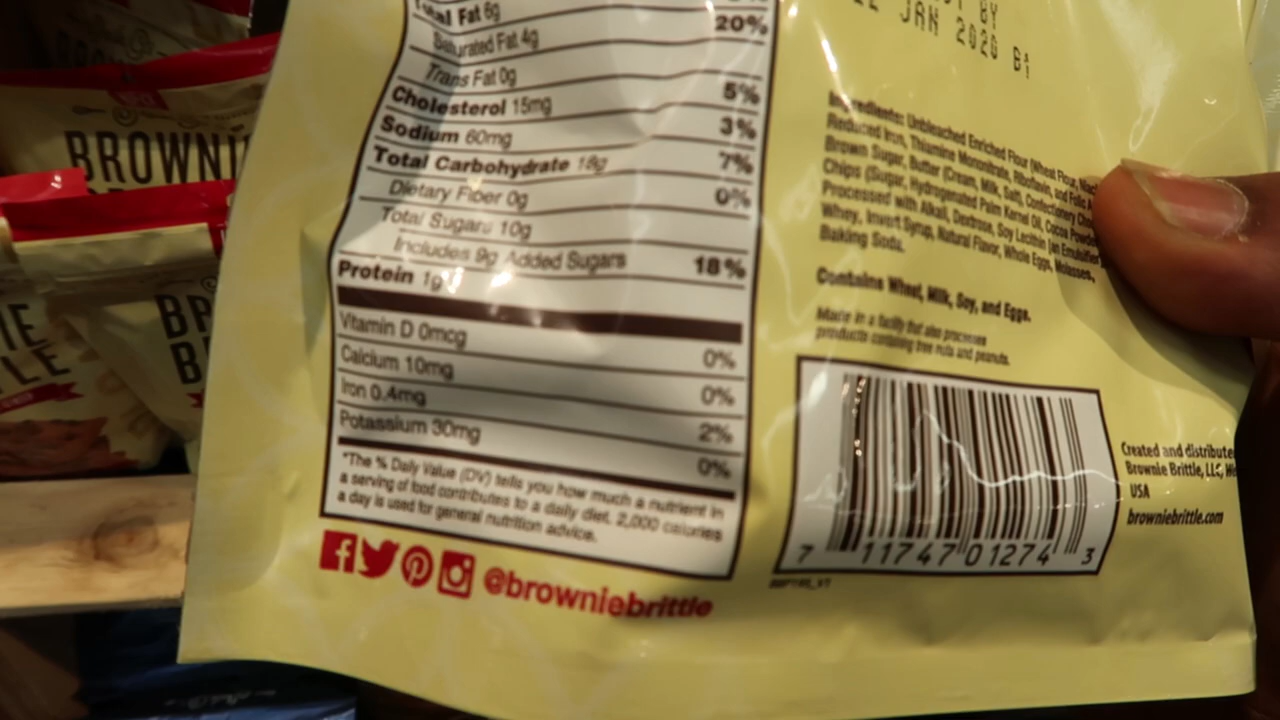 BROWNI
BY
JAN 2020 B1
Total Fat 6g
20%
Saturated Fat 4g
Trans Fat 0g
5%
Cholesterol 15mg
3%
Sodium 60mg
7%
Total Carbohydrate 18g
0%
Dietary Fiber 0g
Total Sugars 10g
Includes 9g Added Sugars
18%
Protein 1g
Vitamin D 0mcg 0%
Calcium 10mg 0%
Iron 0.4mg 2%
Potassium 30mg 0%
*The % Daily Value (DV) tells you how much a nutrient in
a serving of food contributes to a daily diet. 2,000 calories
a day is used for general nutrition advice.
@browniebrittle
Ingredients: Unbleached Enriched Flour (Wheat Flour,
Reduced Iron, Thiamine Mononitrate, Riboflavin, and Folic
Brown Sugar, Butter (Cream, Milk, Salt), Confectionery
Chips (Sugar, Hydrogenated Palm Kernel Oil, Cocoa Powder
Processed with Alkali, Dextrose, Soy Lecithin [an Emulsifier
Whey, Invert Syrup, Natural Flavor, Whole Eggs, Molasses,
Baking Soda.
Contains Wheat, Milk, Soy, and Eggs.
Made in a facility that also processes
products containing tree nuts and peanuts.
7 11747 01274 3
Created and distribute
Brownie Brittle, LLC,
USA
browniebrittle.com
IE
TLE
BR
B